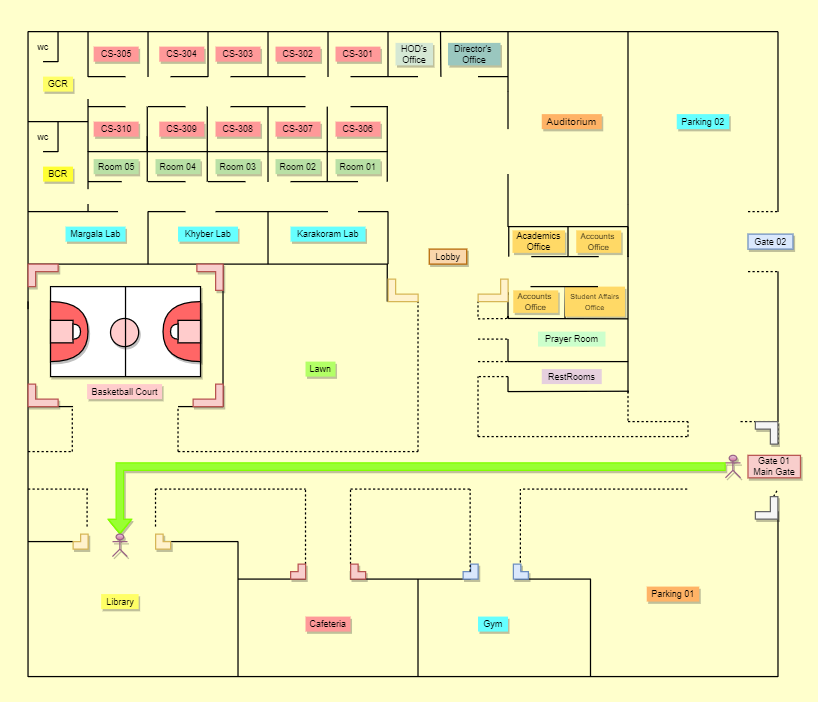 wc
CS-305
CS-304
CS-303
CS-302
CS-301
HOD's
Office
Director's
Office
GCR
Auditorium
Parking 02
wc
CS-310
CS-309
CS-308
CS-307
CS-306
BCR
Room 05
Room 04
Room 03
Room 02
Room 01
Margala Lab
Khyber Lab
Karakoram Lab
Academics
Office
Accounts
Office
Gate 02
Lobby
Accounts
Office
Student Affairs
Office
Prayer Room
Lawn
RestRooms
Basketball Court
Gate 01
Main Gate
Library
Cafeteria
Gym
Parking 01